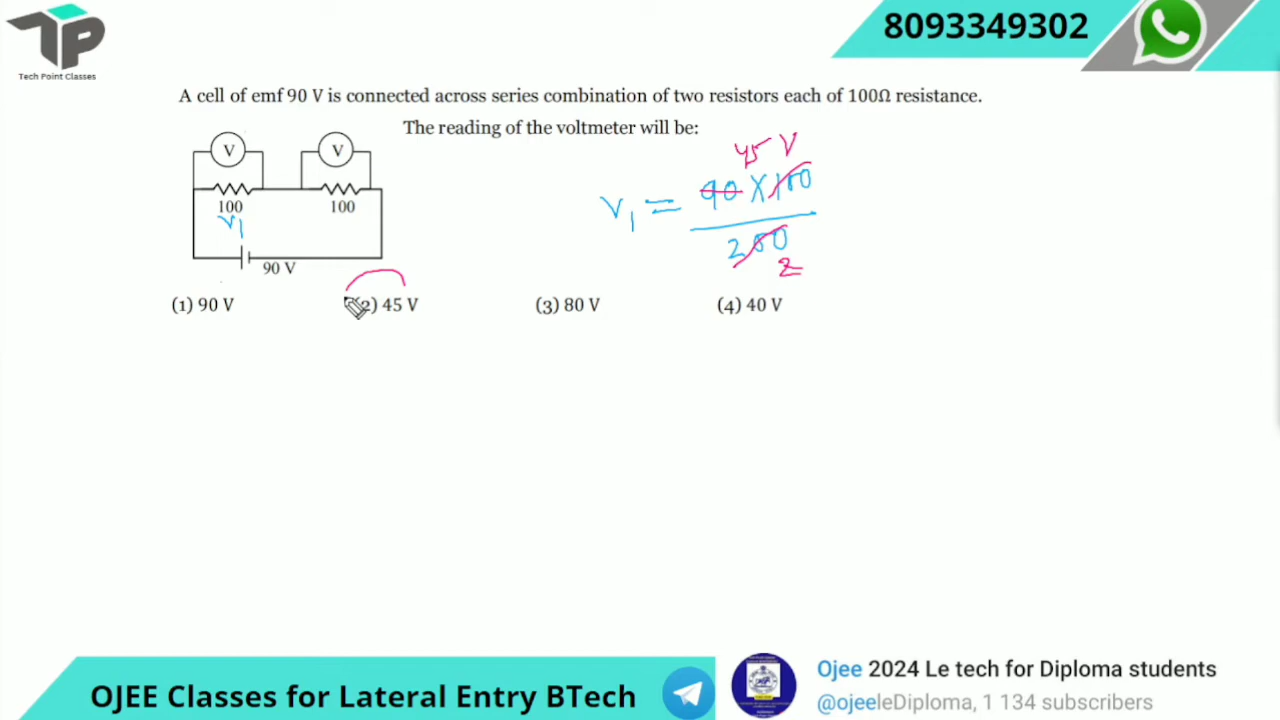 8093349302
TP
Tech Point Classes
A cell of emf 90 V is connected across series combination of two resistors each of 100Ω resistance.
The reading of the voltmeter will be:
V V
100 100
V1
90 V
45 V
V1 = 90 X 100
200
2
(1) 90 V (2) 45 V (3) 80 V (4) 40 V
OJEE Classes for Lateral Entry BTech
Ojee 2024 Le tech for Diploma students
@ojeeleDiploma, 1 134 subscribers